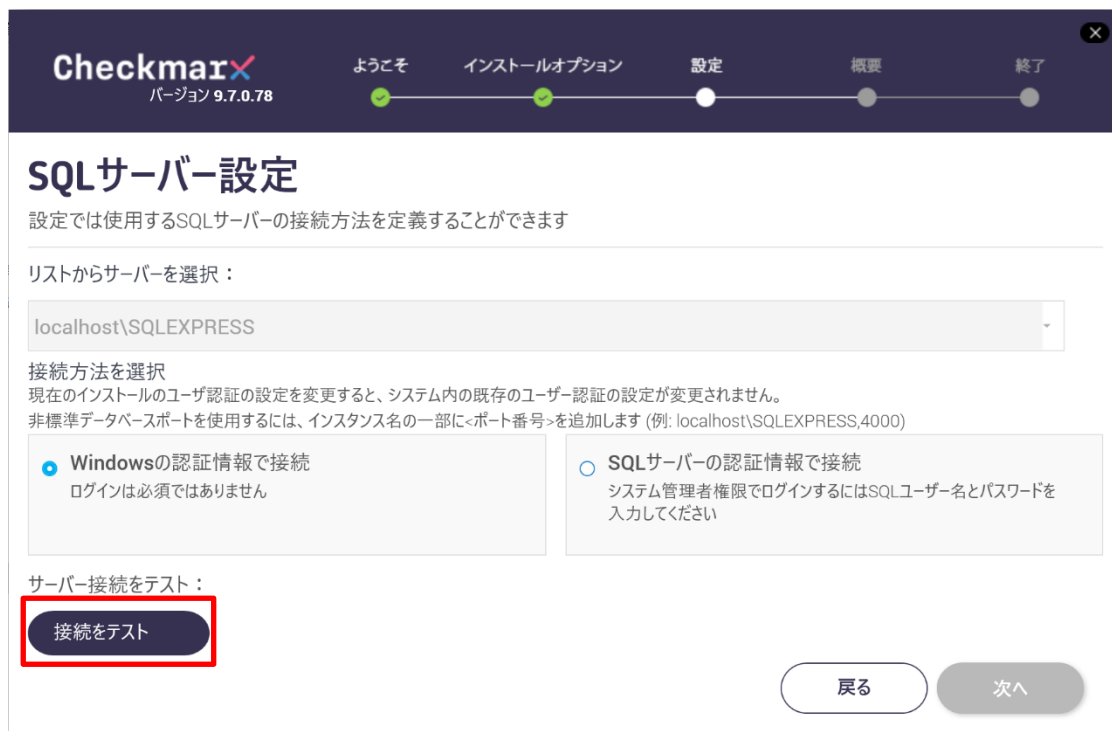 Checkmarx
バージョン 9.7.0.78
ようこそ
インストールオプション
設定
概要
終了
SQLサーバー設定
設定では使用するSQLサーバーの接続方法を定義することができます
リストからサーバーを選択：
localhost\SQLEXPRESS
接続方法を選択
現在のインストールのユーザ認証の設定を変更すると、システム内の既存のユーザー認証の設定が変更されません。
非標準データベースポートを使用するには、インスタンス名の一部に<ポート番号>を追加します (例: localhost\SQLEXPRESS,4000)
Windowsの認証情報で接続
ログインは必須ではありません
SQLサーバーの認証情報で接続
システム管理者権限でログインするにはSQLユーザー名とパスワードを
入力してください
サーバー接続をテスト：
接続をテスト
戻る
次へ